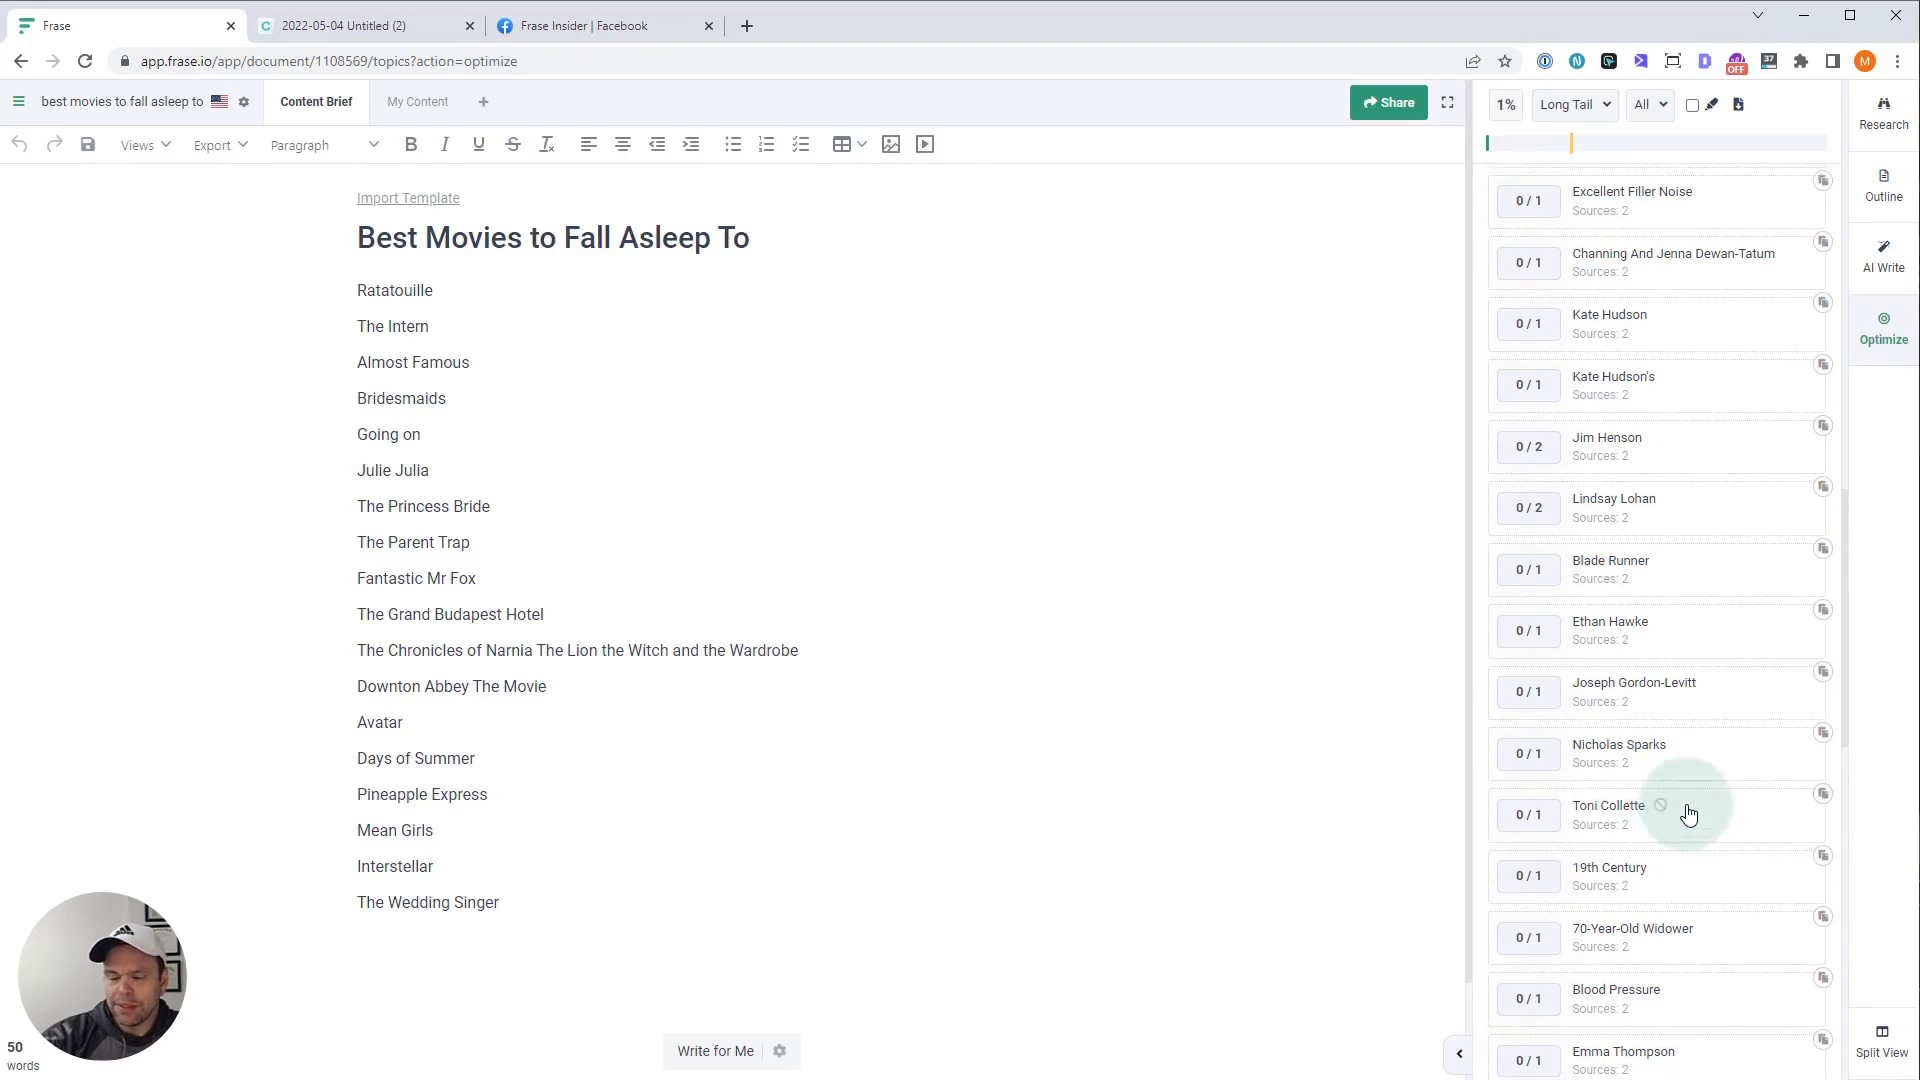 Frase
2022-05-04 Untitled (2)
Frase Insider | Facebook
app.frase.io/app/document/1108569/topics?action=optimize
OFF
37
M
best movies to fall asleep to
Content Brief
My Content
Share
1%
Long Tail
All
Research
Views
Export
Paragraph
B
I
U
S
Import Template
Best Movies to Fall Asleep To
Ratatouille
The Intern
Almost Famous
Bridesmaids
Going on
Julie Julia
The Princess Bride
The Parent Trap
Fantastic Mr Fox
The Grand Budapest Hotel
The Chronicles of Narnia The Lion the Witch and the Wardrobe
Downton Abbey The Movie
Avatar
Days of Summer
Pineapple Express
Mean Girls
Interstellar
The Wedding Singer
50
words
Write for Me
0 / 1
Excellent Filler Noise
Sources: 2
0 / 1
Channing And Jenna Dewan-Tatum
Sources: 2
0 / 1
Kate Hudson
Sources: 2
0 / 1
Kate Hudson's
Sources: 2
0 / 2
Jim Henson
Sources: 2
0 / 2
Lindsay Lohan
Sources: 2
0 / 1
Blade Runner
Sources: 2
0 / 1
Ethan Hawke
Sources: 2
0 / 1
Joseph Gordon-Levitt
Sources: 2
0 / 1
Nicholas Sparks
Sources: 2
0 / 1
Toni Collette
Sources: 2
0 / 1
19th Century
Sources: 2
0 / 1
70-Year-Old Widower
Sources: 2
0 / 1
Blood Pressure
Sources: 2
0 / 1
Emma Thompson
Sources: 2
Outline
AI Write
Optimize
Split View